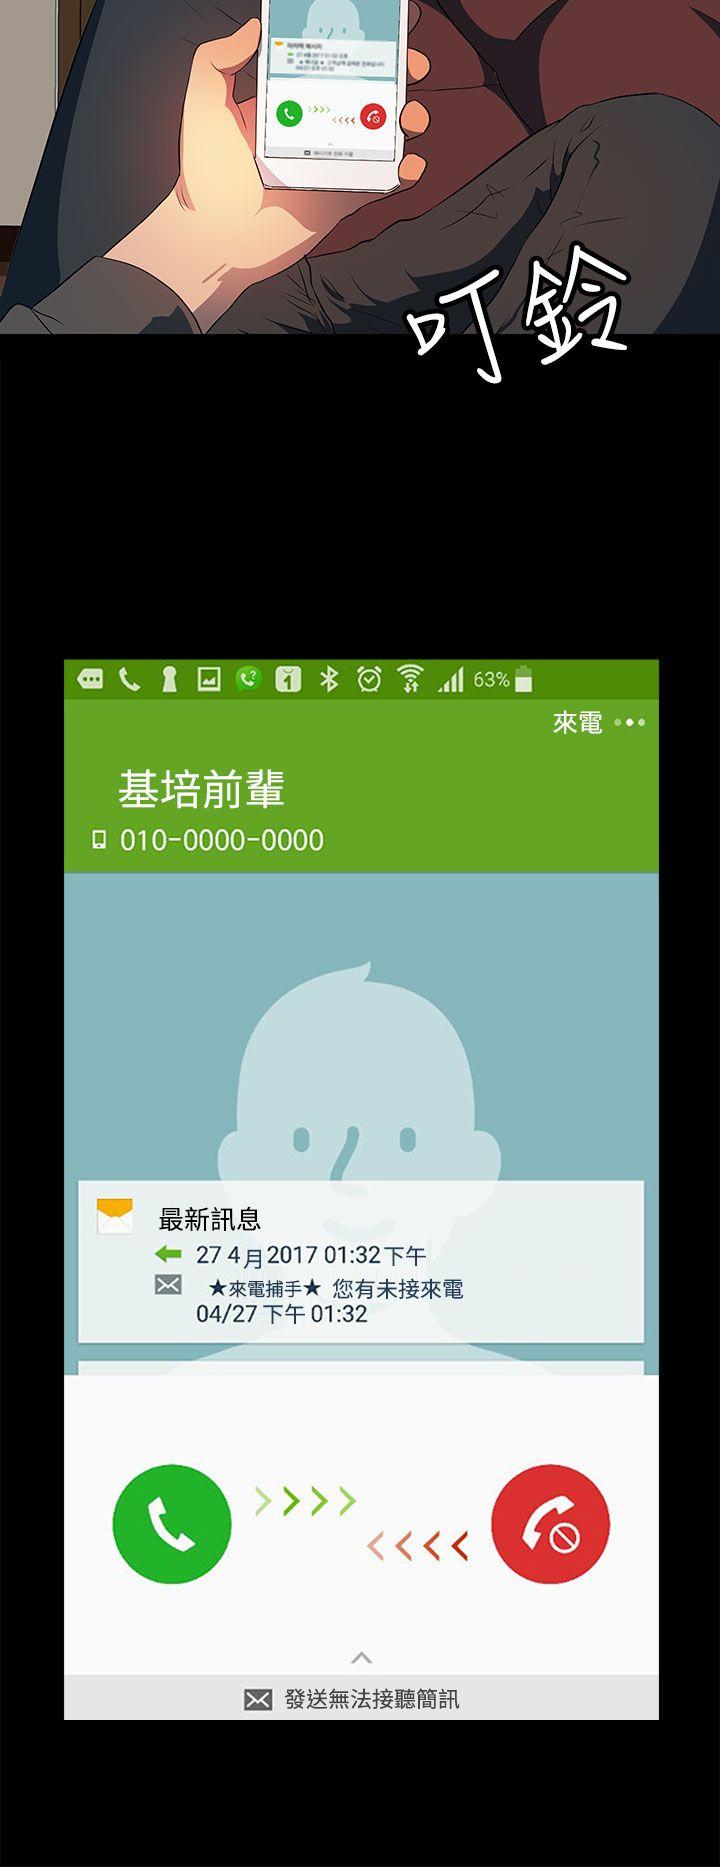 叮鈴
63%
來電
基培前輩
010-0000-0000
最新訊息
27 4月2017 01:32下午
★來電捕手★ 您有未接來電
04/27 下午 01:32
發送無法接聽簡訊